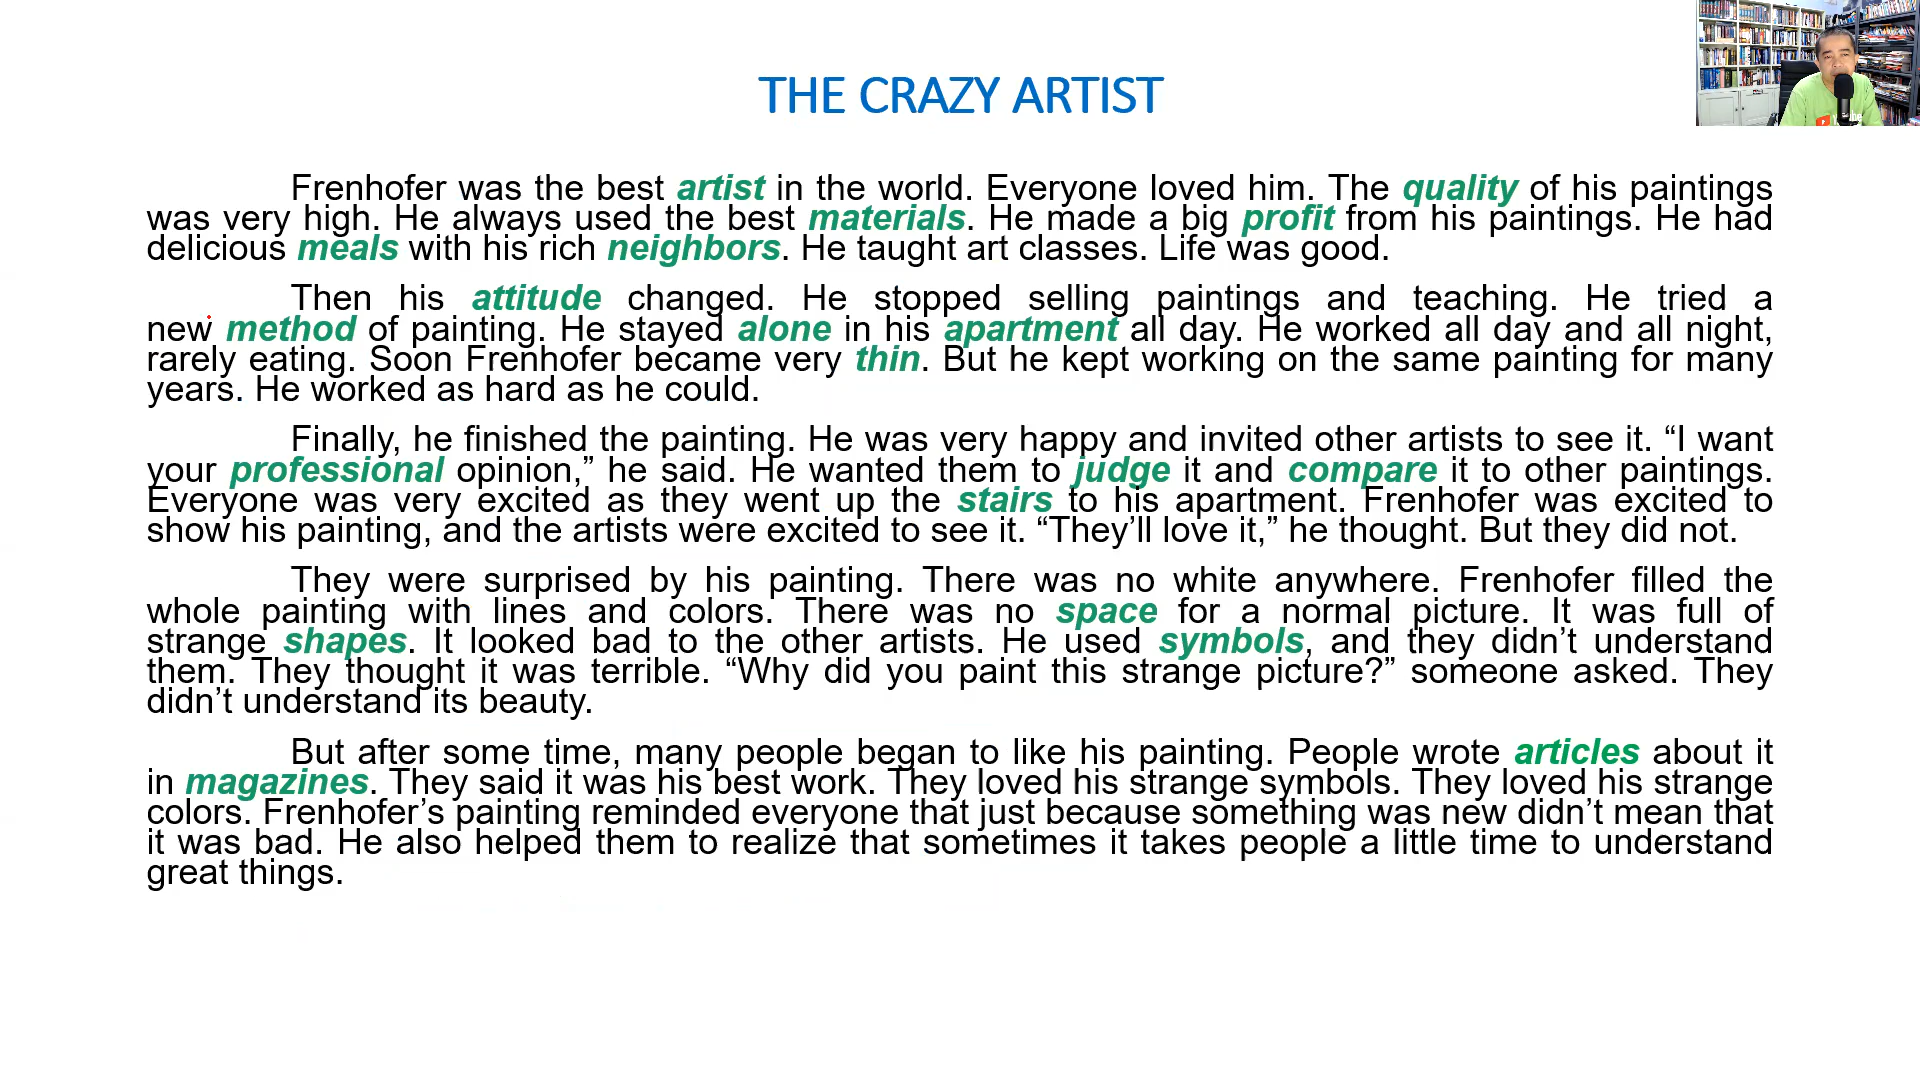 THE CRAZY ARTIST
Frenhofer was the best artist in the world. Everyone loved him. The quality of his paintings
was very high. He always used the best materials. He made a big profit from his paintings. He had
delicious meals with his rich neighbors. He taught art classes. Life was good.
Then his attitude changed. He stopped selling paintings and teaching. He tried a
new method of painting. He stayed alone in his apartment all day. He worked all day and all night,
rarely eating. Soon Frenhofer became very thin. But he kept working on the same painting for many
years. He worked as hard as he could.
Finally, he finished the painting. He was very happy and invited other artists to see it. “I want
your professional opinion,” he said. He wanted them to judge it and compare it to other paintings.
Everyone was very excited as they went up the stairs to his apartment. Frenhofer was excited to
show his painting, and the artists were excited to see it. “They’ll love it,” he thought. But they did not.
They were surprised by his painting. There was no white anywhere. Frenhofer filled the
whole painting with lines and colors. There was no space for a normal picture. It was full of
strange shapes. It looked bad to the other artists. He used symbols, and they didn’t understand
them. They thought it was terrible. “Why did you paint this strange picture?” someone asked. They
didn’t understand its beauty.
But after some time, many people began to like his painting. People wrote articles about it
in magazines. They said it was his best work. They loved his strange symbols. They loved his strange
colors. Frenhofer’s painting reminded everyone that just because something was new didn’t mean that
it was bad. He also helped them to realize that sometimes it takes people a little time to understand
great things.